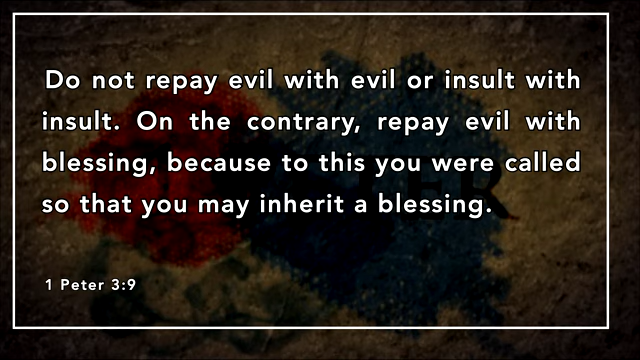 Do not repay evil with evil or insult with
insult. On the contrary, repay evil with
blessing, because to this you were called
so that you may inherit a blessing.
1 Peter 3:9